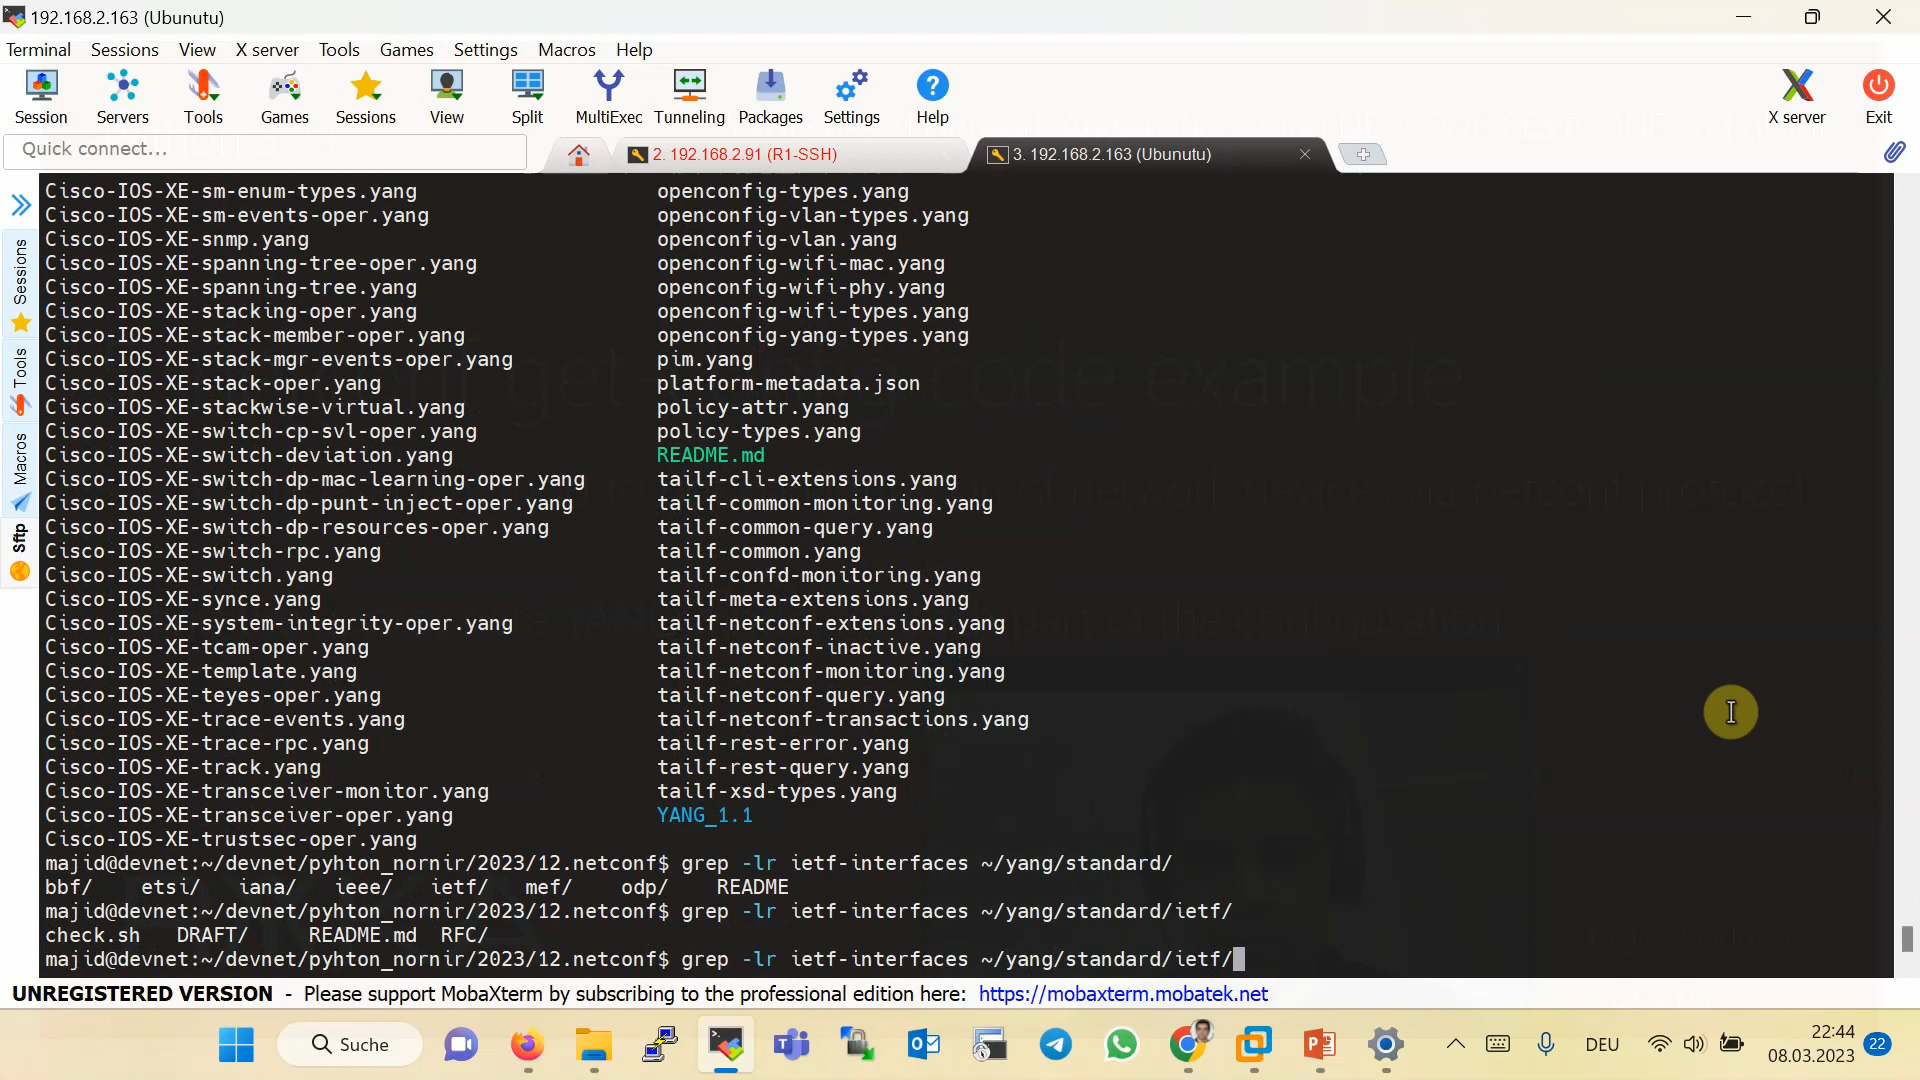 192.168.2.163 (Ubunutu)
Terminal Sessions View X server Tools Games Settings Macros Help
Session Servers Tools Games Sessions View Split MultiExec Tunneling Packages Settings Help X server Exit
Quick connect...
2. 192.168.2.91 (R1-SSH)
3. 192.168.2.163 (Ubunutu)
Sessions
Tools
Macros
Sftp
Cisco-IOS-XE-sm-enum-types.yang openconfig-types.yang
Cisco-IOS-XE-sm-events-oper.yang openconfig-vlan-types.yang
Cisco-IOS-XE-snmp.yang openconfig-vlan.yang
Cisco-IOS-XE-spanning-tree-oper.yang openconfig-wifi-mac.yang
Cisco-IOS-XE-spanning-tree.yang openconfig-wifi-phy.yang
Cisco-IOS-XE-stacking-oper.yang openconfig-wifi-types.yang
Cisco-IOS-XE-stack-member-oper.yang openconfig-yang-types.yang
Cisco-IOS-XE-stack-mgr-events-oper.yang pim.yang
Cisco-IOS-XE-stack-oper.yang platform-metadata.json
Cisco-IOS-XE-stackwise-virtual.yang policy-attr.yang
Cisco-IOS-XE-switch-cp-svl-oper.yang policy-types.yang
Cisco-IOS-XE-switch-deviation.yang README.md
Cisco-IOS-XE-switch-dp-mac-learning-oper.yang tailf-cli-extensions.yang
Cisco-IOS-XE-switch-dp-punt-inject-oper.yang tailf-common-monitoring.yang
Cisco-IOS-XE-switch-dp-resources-oper.yang tailf-common-query.yang
Cisco-IOS-XE-switch-rpc.yang tailf-common.yang
Cisco-IOS-XE-switch.yang tailf-confd-monitoring.yang
Cisco-IOS-XE-synce.yang tailf-meta-extensions.yang
Cisco-IOS-XE-system-integrity-oper.yang tailf-netconf-extensions.yang
Cisco-IOS-XE-tcam-oper.yang tailf-netconf-inactive.yang
Cisco-IOS-XE-template.yang tailf-netconf-monitoring.yang
Cisco-IOS-XE-teyes-oper.yang tailf-netconf-query.yang
Cisco-IOS-XE-trace-events.yang tailf-netconf-transactions.yang
Cisco-IOS-XE-trace-rpc.yang tailf-rest-error.yang
Cisco-IOS-XE-track.yang tailf-rest-query.yang
Cisco-IOS-XE-transceiver-monitor.yang tailf-xsd-types.yang
Cisco-IOS-XE-transceiver-oper.yang YANG_1.1
Cisco-IOS-XE-trustsec-oper.yang
majid@devnet:~/devnet/pyhton_nornir/2023/12.netconf$ grep -lr ietf-interfaces ~/yang/standard/
bbf/ etsi/ iana/ ieee/ ietf/ mef/ odp/ README
majid@devnet:~/devnet/pyhton_nornir/2023/12.netconf$ grep -lr ietf-interfaces ~/yang/standard/ietf/
check.sh DRAFT/ README.md RFC/
majid@devnet:~/devnet/pyhton_nornir/2023/12.netconf$ grep -lr ietf-interfaces ~/yang/standard/ietf/
UNREGISTERED VERSION - Please support MobaXterm by subscribing to the professional edition here: https://mobaxterm.mobatek.net
Suche
DEU
22:44
08.03.2023
22